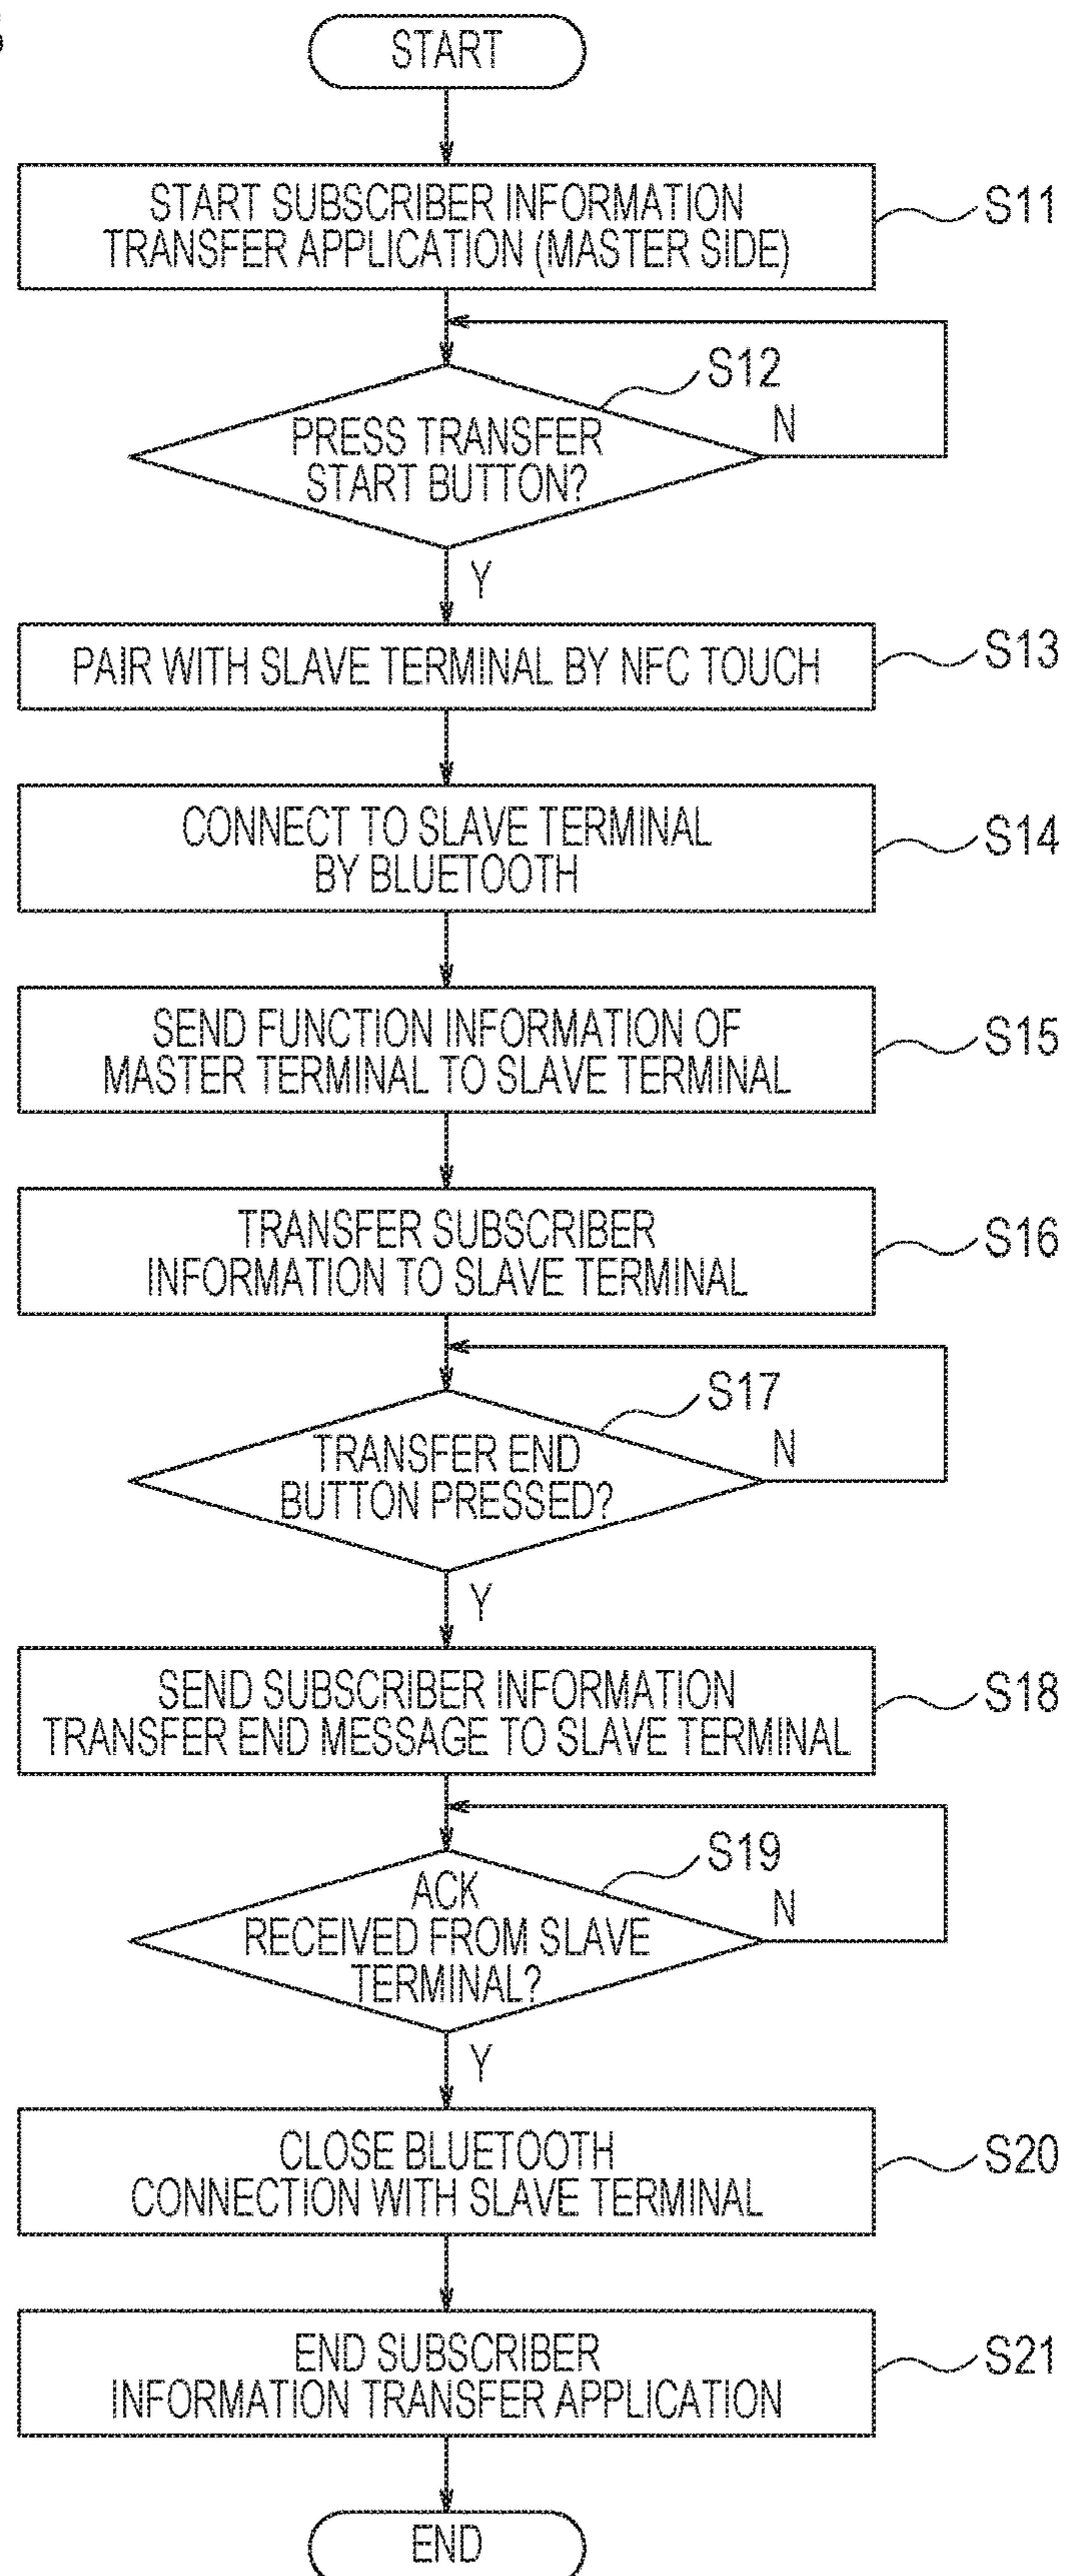 START
START SUBSCRIBER INFORMATION
TRANSFER APPLICATION (MASTER SIDE)
S11
S12
PRESS TRANSFER
START BUTTON?
N
Y
PAIR WITH SLAVE TERMINAL BY NFC TOUCH
S13
CONNECT TO SLAVE TERMINAL
BY BLUETOOTH
S14
SEND FUNCTION INFORMATION OF
MASTER TERMINAL TO SLAVE TERMINAL
S15
TRANSFER SUBSCRIBER
INFORMATION TO SLAVE TERMINAL
S16
S17
TRANSFER END
BUTTON PRESSED?
N
Y
SEND SUBSCRIBER INFORMATION
TRANSFER END MESSAGE TO SLAVE TERMINAL
S18
S19
ACK
RECEIVED FROM SLAVE
TERMINAL?
N
Y
CLOSE BLUETOOTH
CONNECTION WITH SLAVE TERMINAL
S20
END SUBSCRIBER
INFORMATION TRANSFER APPLICATION
S21
END